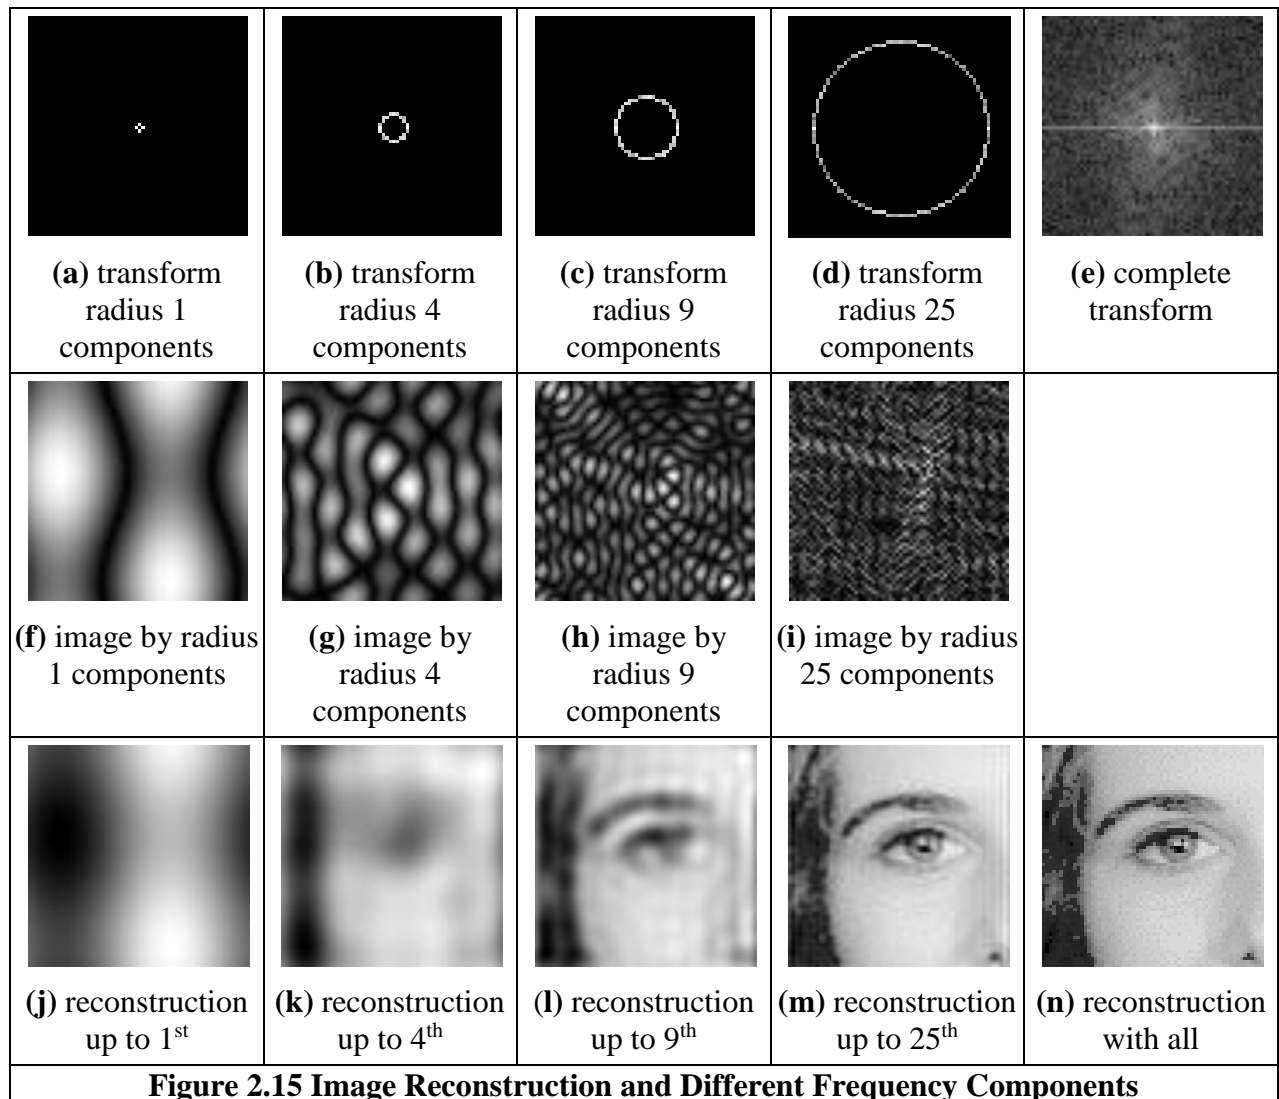 (a) transform
radius 1
components
(b) transform
radius 4
components
(c) transform
radius 9
components
(d) transform
radius 25
components
(e) complete
transform
(f) image by radius
1 components
(g) image by
radius 4
components
(h) image by
radius 9
components
(i) image by radius
25 components
(j) reconstruction
up to 1st
(k) reconstruction
up to 4th
(l) reconstruction
up to 9th
(m) reconstruction
up to 25th
(n) reconstruction
with all
Figure 2.15 Image Reconstruction and Different Frequency Components